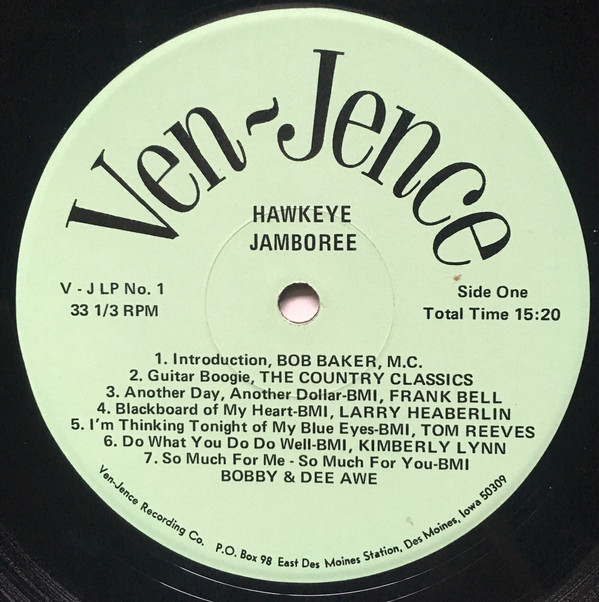 Ven~Jence
HAWKEYE
JAMBOREE
V - J LP No. 1
33 1/3 RPM
Side One
Total Time 15:20
1. Introduction, BOB BAKER, M.C.
2. Guitar Boogie, THE COUNTRY CLASSICS
3. Another Day, Another Dollar-BMI, FRANK BELL
4. Blackboard of My Heart-BMI, LARRY HEABERLIN
5. I'm Thinking Tonight of My Blue Eyes-BMI, TOM REEVES
6. Do What You Do Do Well-BMI, KIMBERLY LYNN
7. So Much For Me - So Much For You-BMI
BOBBY & DEE AWE
Ven-Jence Recording Co. P.O. Box 98 East Des Moines Station, Des Moines, Iowa 50309